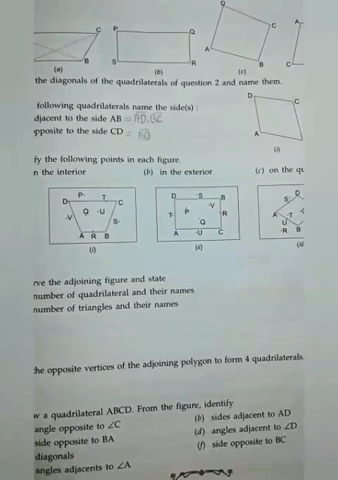 C P Q D C A
A B S R A B C
(a) (b) (c)
the diagonals of the quadrilaterals of question 2 and name them.
following quadrilaterals name the side(s) :
djacent to the side AB = AD, BC
pposite to the side CD =
D C A
(i)
fy the following points in each figure.
n the interior (b) in the exterior (c) on the qu
P T D C Q U V S A R B
D S B V T P R Q A U C
D S A T U R B
(i) (ii) (iii
rve the adjoining figure and state
number of quadrilateral and their names
number of triangles and their names
the opposite vertices of the adjoining polygon to form 4 quadrilaterals.
w a quadrilateral ABCD. From the figure, identify
angle opposite to ∠C (b) sides adjacent to AD
side opposite to BA (d) angles adjacent to ∠D
diagonals (f) side opposite to BC
angles adjacents to ∠A